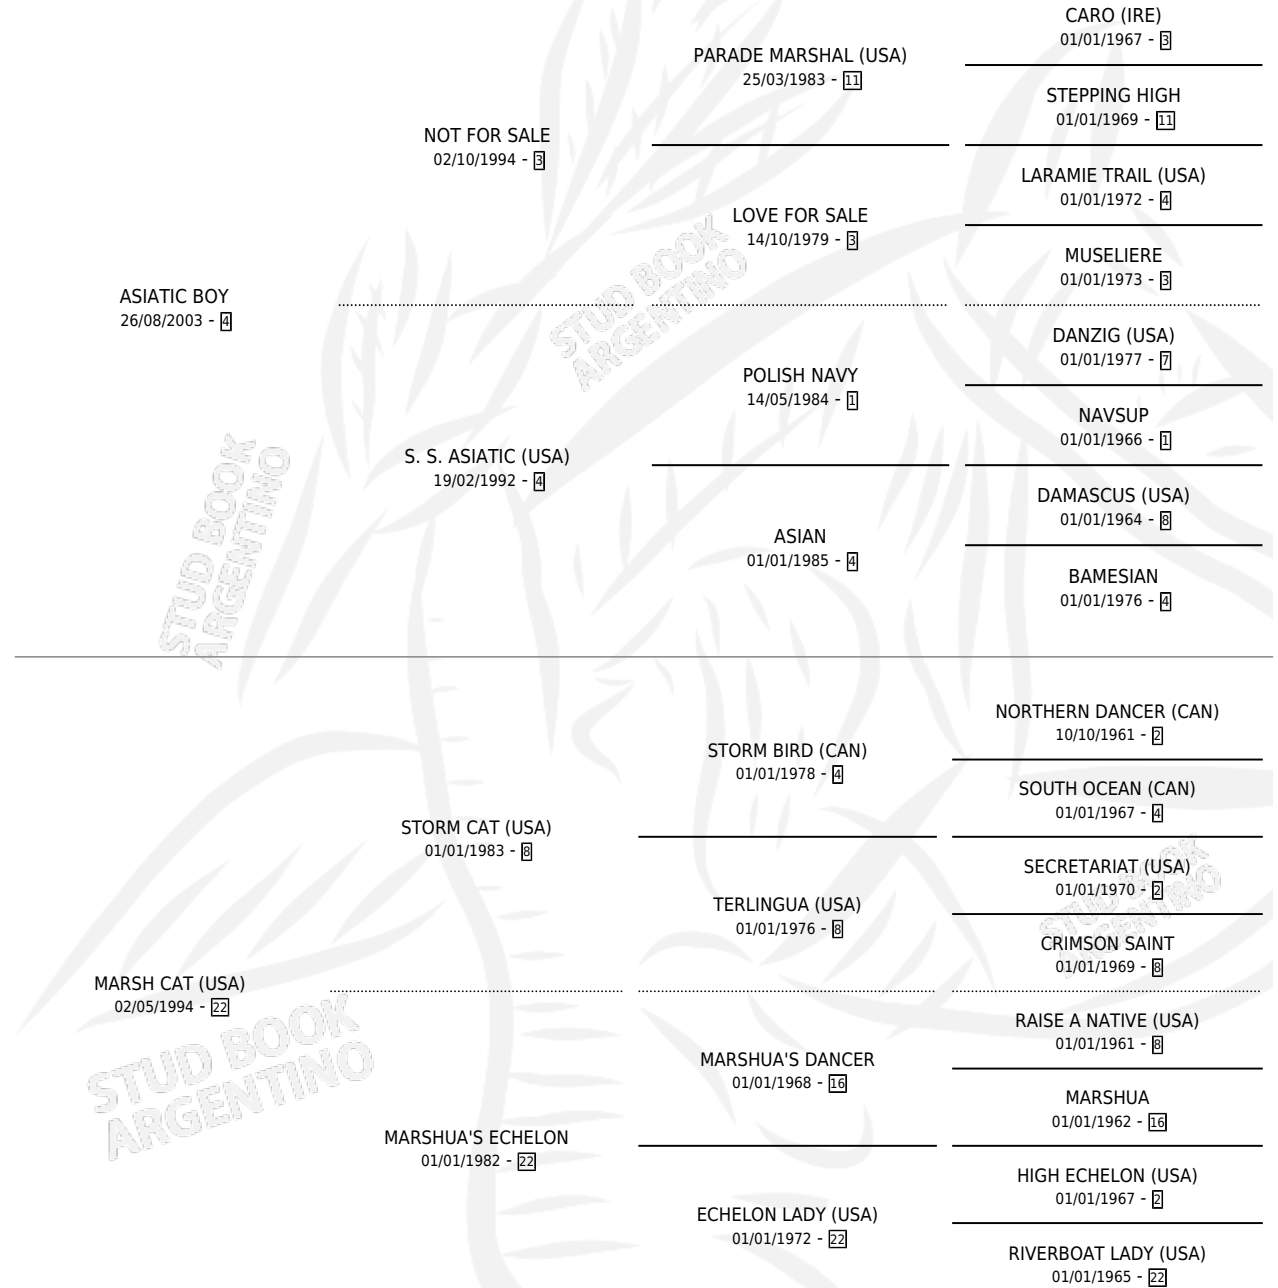 CARO (IRE)
01/01/1967 - 3
PARADE MARSHAL (USA)
25/03/1983 - 11
STEPPING HIGH
01/01/1969 - 11
NOT FOR SALE
02/10/1994 - 3
LARAMIE TRAIL (USA)
01/01/1972 - 4
LOVE FOR SALE
14/10/1979 - 3
MUSELIERE
01/01/1973 - 3
ASIATIC BOY
26/08/2003 - 4
DANZIG (USA)
01/01/1977 - 7
POLISH NAVY
14/05/1984 - 1
NAVSUP
01/01/1966 - 1
S. S. ASIATIC (USA)
19/02/1992 - 4
DAMASCUS (USA)
01/01/1964 - 8
ASIAN
01/01/1985 - 4
BAMESIAN
01/01/1976 - 4
STUD BOOK
ARGENTINO
STUD BOOK
ARGENTINO
NORTHERN DANCER (CAN)
10/10/1961 - 2
STORM BIRD (CAN)
01/01/1978 - 4
SOUTH OCEAN (CAN)
01/01/1967 - 4
STORM CAT (USA)
01/01/1983 - 8
SECRETARIAT (USA)
01/01/1970 - 2
TERLINGUA (USA)
01/01/1976 - 8
CRIMSON SAINT
01/01/1969 - 8
MARSH CAT (USA)
02/05/1994 - 22
RAISE A NATIVE (USA)
01/01/1961 - 8
MARSHUA'S DANCER
01/01/1968 - 16
MARSHUA
01/01/1962 - 16
MARSHUA'S ECHELON
01/01/1982 - 22
HIGH ECHELON (USA)
01/01/1967 - 2
ECHELON LADY (USA)
01/01/1972 - 22
RIVERBOAT LADY (USA)
01/01/1965 - 22
STUD BOOK
ARGENTINO
STUD BOOK
ARGENTINO